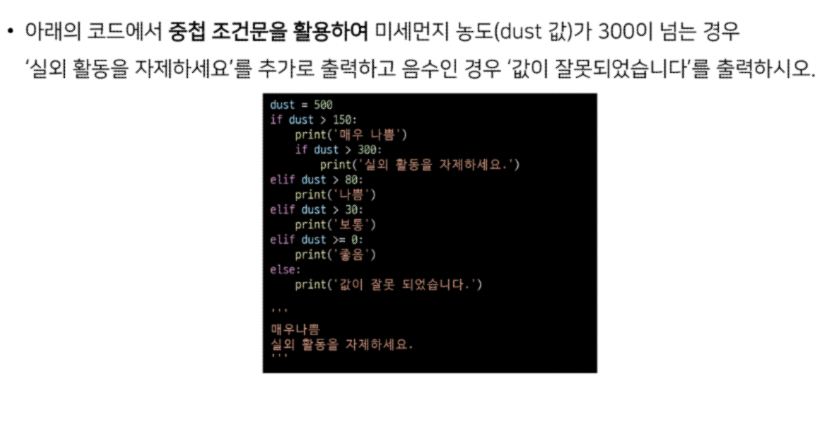 • 아래의 코드에서 중첩 조건문을 활용하여 미세먼지 농도(dust 값)가 300이 넘는 경우
‘실외 활동을 자제하세요’를 추가로 출력하고 음수인 경우 ‘값이 잘못되었습니다’를 출력하시오.
dust = 500
if dust > 150:
    print('매우 나쁨')
    if dust > 300:
        print('실외 활동을 자제하세요.')
elif dust > 80:
    print('나쁨')
elif dust > 30:
    print('보통')
elif dust >= 0:
    print('좋음')
else:
    print('값이 잘못 되었습니다.')
'''
매우나쁨
실외 활동을 자제하세요.
'''